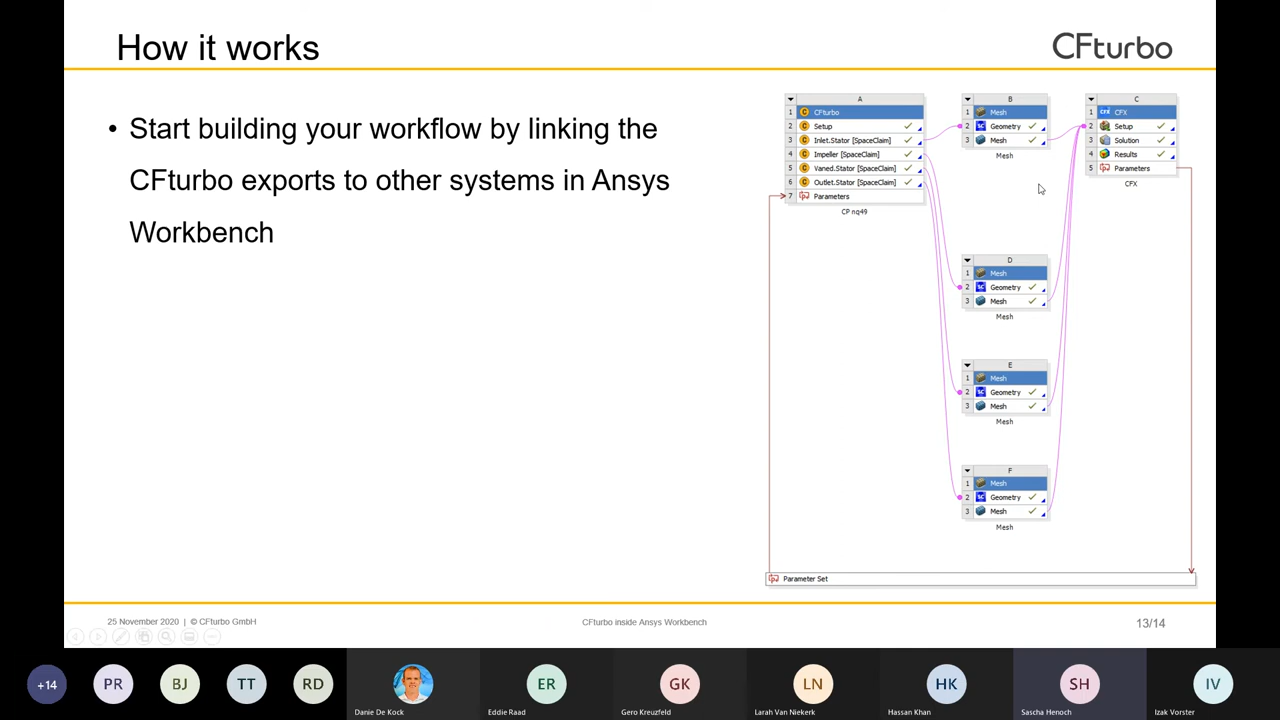 How it works
CFturbo
• Start building your workflow by linking the
CFturbo exports to other systems in Ansys
Workbench
A
1 CFturbo
2 Setup
3 Inlet.Stator [SpaceClaim]
4 Impeller [SpaceClaim]
5 Vaned.Stator [SpaceClaim]
6 Outlet.Stator [SpaceClaim]
7 Parameters
CP nq49
B
1 Mesh
2 Geometry
3 Mesh
Mesh
C
1 CFX
2 Setup
3 Solution
4 Results
5 Parameters
CFX
D
1 Mesh
2 Geometry
3 Mesh
Mesh
E
1 Mesh
2 Geometry
3 Mesh
Mesh
F
1 Mesh
2 Geometry
3 Mesh
Mesh
Parameter Set
25 November 2020 | © CFturbo GmbH
CFturbo inside Ansys Workbench
13/14
+14
PR
BJ
TT
RD
Danie De Kock
ER
Eddie Raad
GK
Gero Kreuzfeld
LN
Larah Van Niekerk
HK
Hassan Khan
SH
Sascha Henoch
IV
Izak Vorster